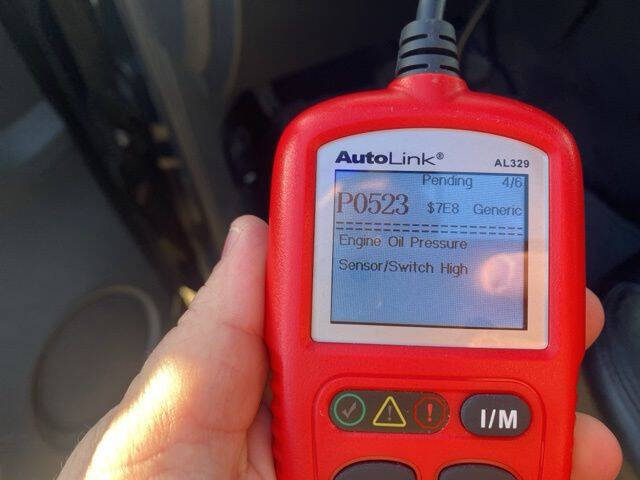 AutoLink®
AL329
Pending 4/6
P0523 $7E8 Generic
Engine Oil Pressure
Sensor/Switch High
I/M